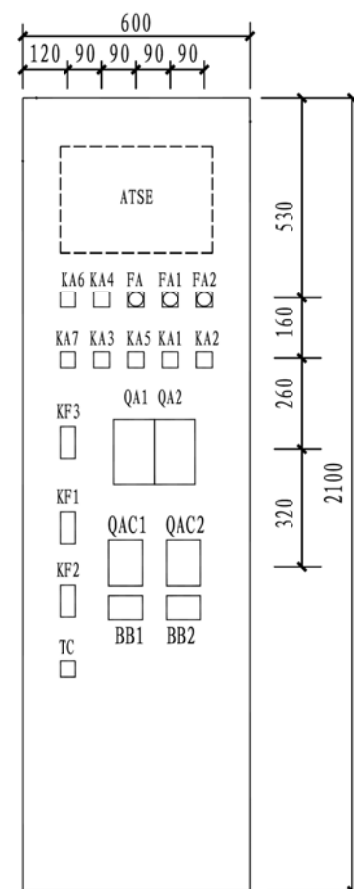 600
120 90 90 90 90
ATSE
530
KA6 KA4 FA FA1 FA2
160
KA7 KA3 KA5 KA1 KA2
260
QA1 QA2
KF3
2100
320
KF1
QAC1 QAC2
KF2
BB1 BB2
TC